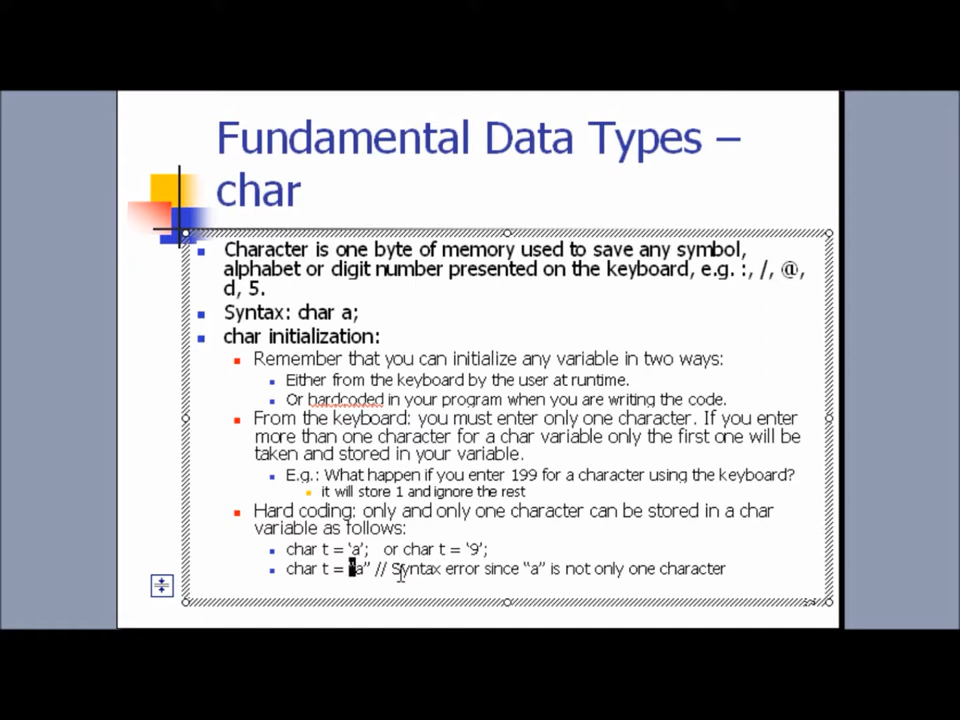 Fundamental Data Types –
char
Character is one byte of memory used to save any symbol,
alphabet or digit number presented on the keyboard, e.g. :, /, @,
d, 5.
Syntax: char a;
char initialization:
Remember that you can initialize any variable in two ways:
Either from the keyboard by the user at runtime.
Or hardcoded in your program when you are writing the code.
From the keyboard: you must enter only one character. If you enter
more than one character for a char variable only the first one will be
taken and stored in your variable.
E.g.: What happen if you enter 199 for a character using the keyboard?
it will store 1 and ignore the rest
Hard coding: only and only one character can be stored in a char
variable as follows:
char t = ‘a’; or char t = ‘9’;
char t = “a” // Syntax error since “a” is not only one character